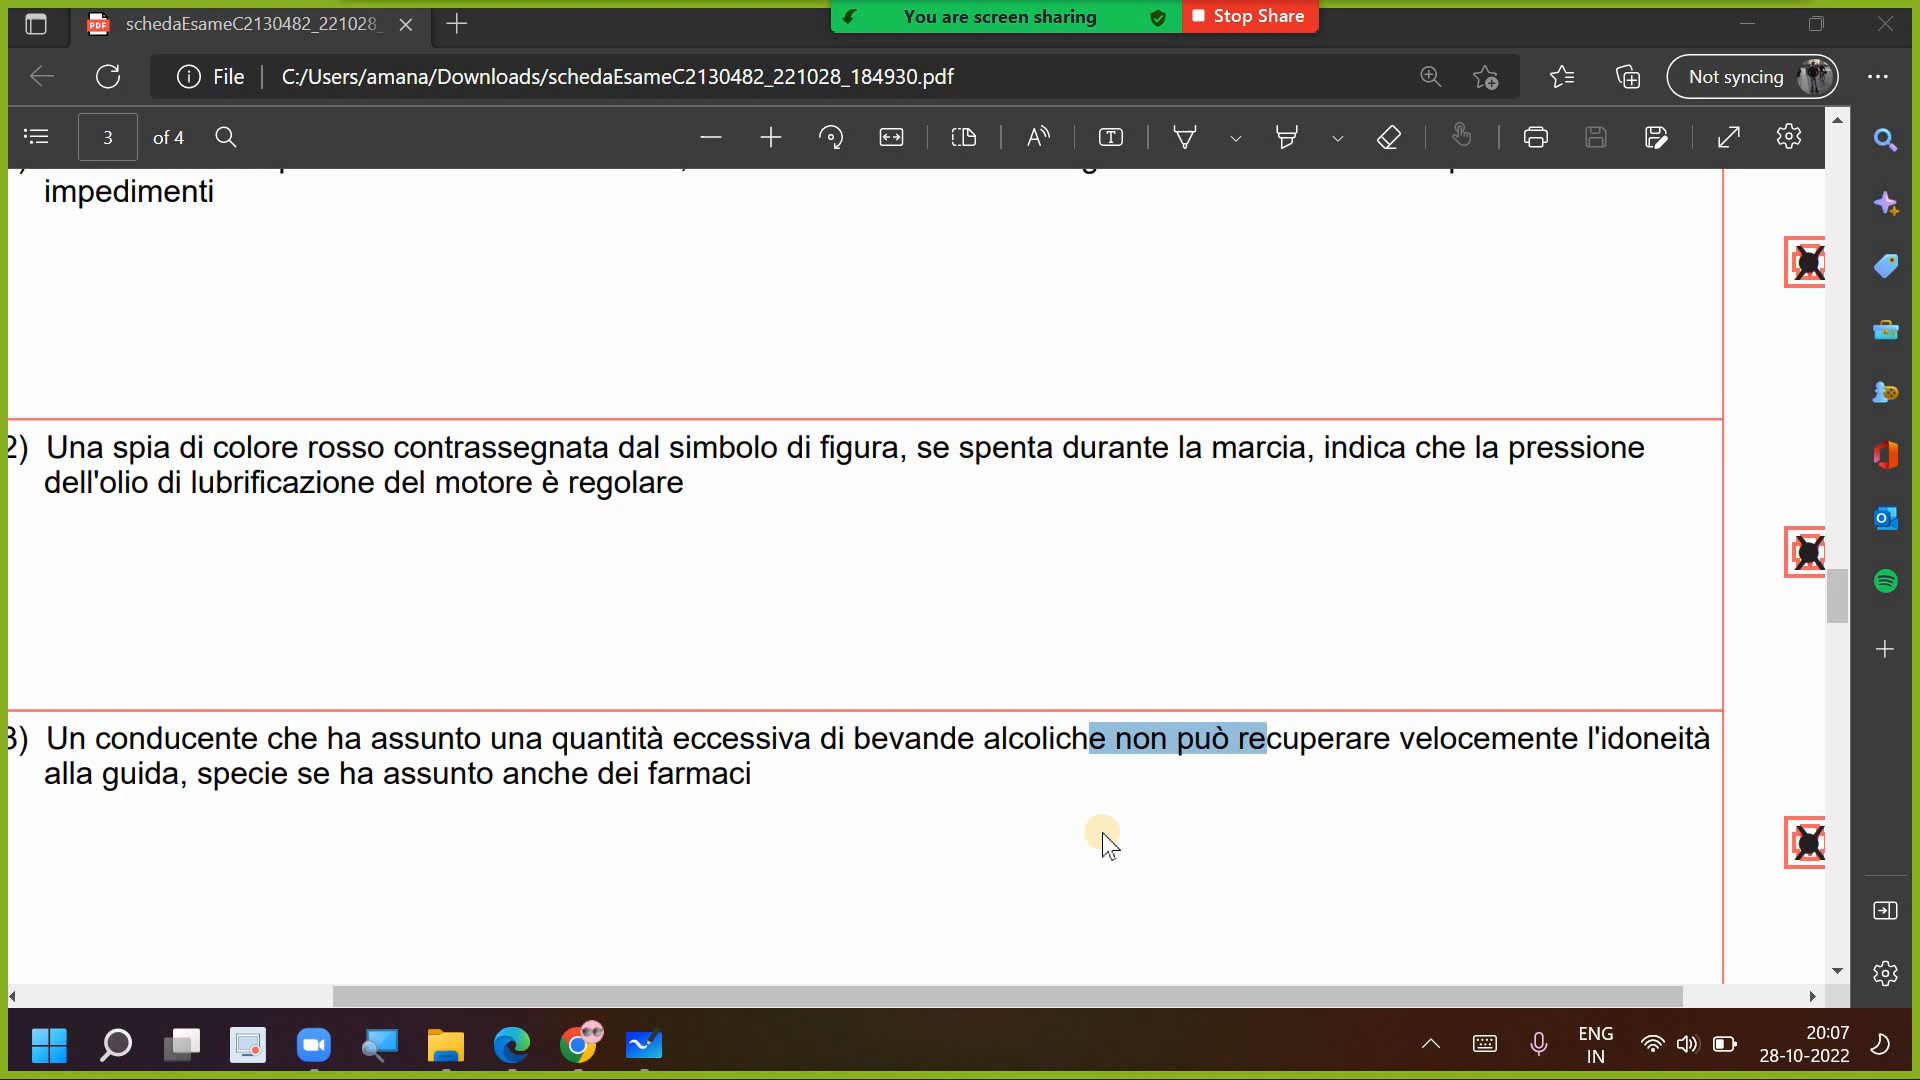 schedaEsameC2130482_221028_
You are screen sharing
Stop Share
File
C:/Users/amana/Downloads/schedaEsameC2130482_221028_184930.pdf
Not syncing
3 of 4
impedimenti
2) Una spia di colore rosso contrassegnata dal simbolo di figura, se spenta durante la marcia, indica che la pressione
dell'olio di lubrificazione del motore è regolare
3) Un conducente che ha assunto una quantità eccessiva di bevande alcoliche non può recuperare velocemente l'idoneità
alla guida, specie se ha assunto anche dei farmaci
ENG
IN
20:07
28-10-2022